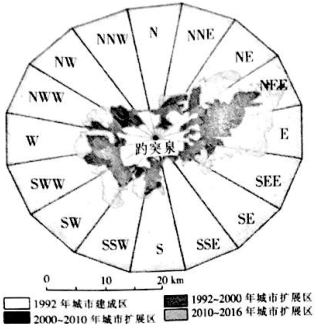 N
NNW
NNE
NW
NE
NWW
NEE
W
E
趵突泉
SWW
SEE
SW
SE
SSW
SSE
S
0 10 20 km
1992 年城市建成区
1992~2000 年城市扩展区
2000~2010 年城市扩展区
2010~2016 年城市扩展区